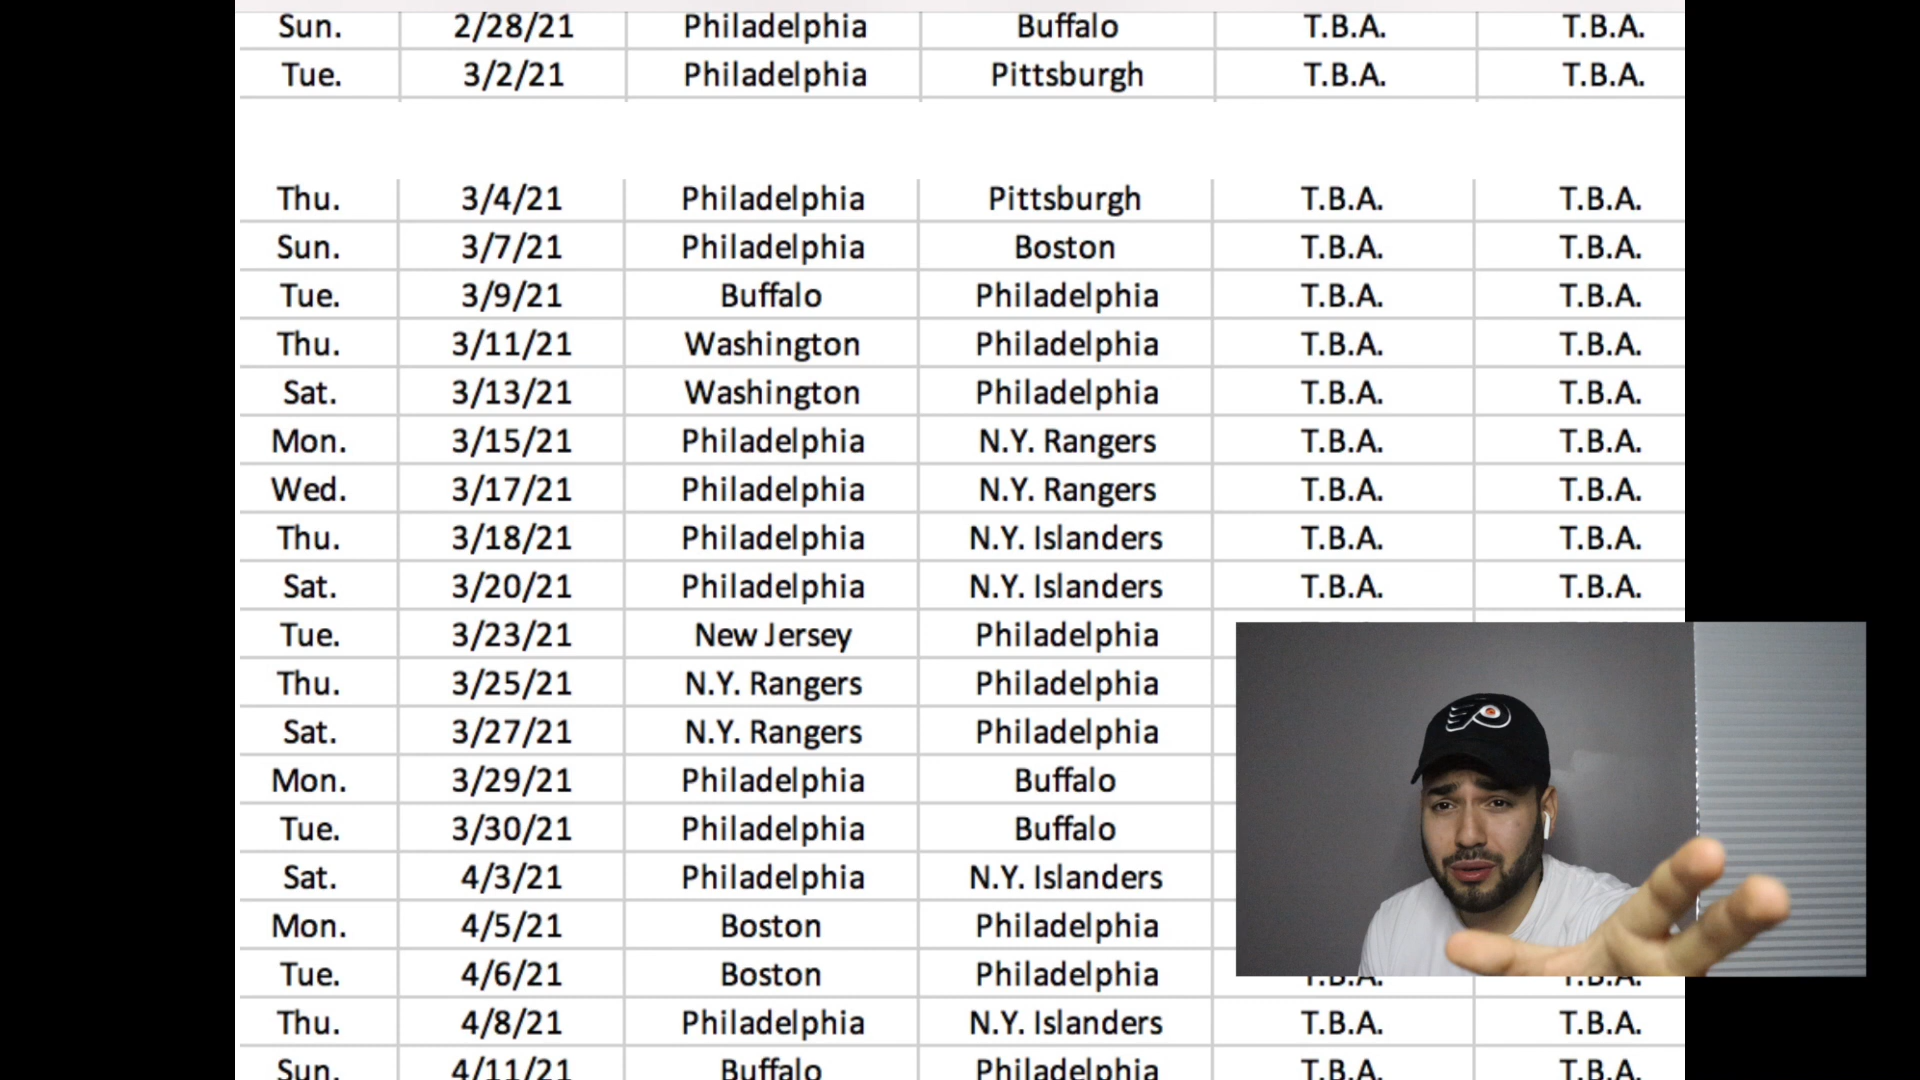 Sun. 2/28/21 Philadelphia Buffalo T.B.A. T.B.A.
Tue. 3/2/21 Philadelphia Pittsburgh T.B.A. T.B.A.
Thu. 3/4/21 Philadelphia Pittsburgh T.B.A. T.B.A.
Sun. 3/7/21 Philadelphia Boston T.B.A. T.B.A.
Tue. 3/9/21 Buffalo Philadelphia T.B.A. T.B.A.
Thu. 3/11/21 Washington Philadelphia T.B.A. T.B.A.
Sat. 3/13/21 Washington Philadelphia T.B.A. T.B.A.
Mon. 3/15/21 Philadelphia N.Y. Rangers T.B.A. T.B.A.
Wed. 3/17/21 Philadelphia N.Y. Rangers T.B.A. T.B.A.
Thu. 3/18/21 Philadelphia N.Y. Islanders T.B.A. T.B.A.
Sat. 3/20/21 Philadelphia N.Y. Islanders T.B.A. T.B.A.
Tue. 3/23/21 New Jersey Philadelphia
Thu. 3/25/21 N.Y. Rangers Philadelphia
Sat. 3/27/21 N.Y. Rangers Philadelphia
Mon. 3/29/21 Philadelphia Buffalo
Tue. 3/30/21 Philadelphia Buffalo
Sat. 4/3/21 Philadelphia N.Y. Islanders
Mon. 4/5/21 Boston Philadelphia
Tue. 4/6/21 Boston Philadelphia T.B.A. T.B.A.
Thu. 4/8/21 Philadelphia N.Y. Islanders T.B.A. T.B.A.
Sun. 4/11/21 Buffalo Philadelphia T.B.A. T.B.A.